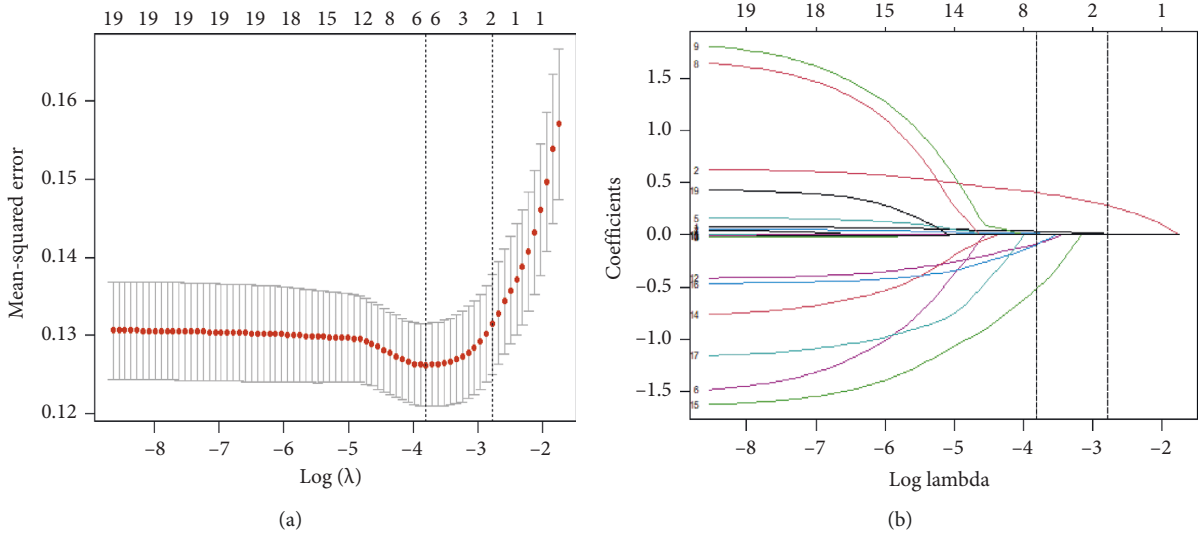 19 19 19 19 18 15 12 8 6 6 3 2 1 1
Mean-squared error
0.16
0.15
0.14
0.13
0.12
–8 –7 –6 –5 –4 –3 –2
Log (λ)
(a)
19 18 15 14 8 2 1
Coefficients
1.5
1.0
0.5
0.0
–0.5
–1.0
–1.5
9
8
2
19
5
12
16
14
17
6
15
–8 –7 –6 –5 –4 –3 –2
Log lambda
(b)